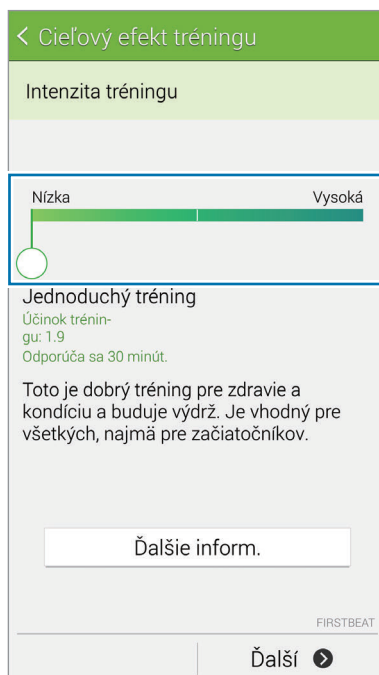 Cieľový efekt tréningu
Intenzita tréningu
Nízka Vysoká
Jednoduchý tréning
Účinok trénin-
gu: 1.9
Odporúča sa 30 minút.
Toto je dobrý tréning pre zdravie a
kondíciu a buduje výdrž. Je vhodný pre
všetkých, najmä pre začiatočníkov.
Ďalšie inform.
FIRSTBEAT
Ďalší